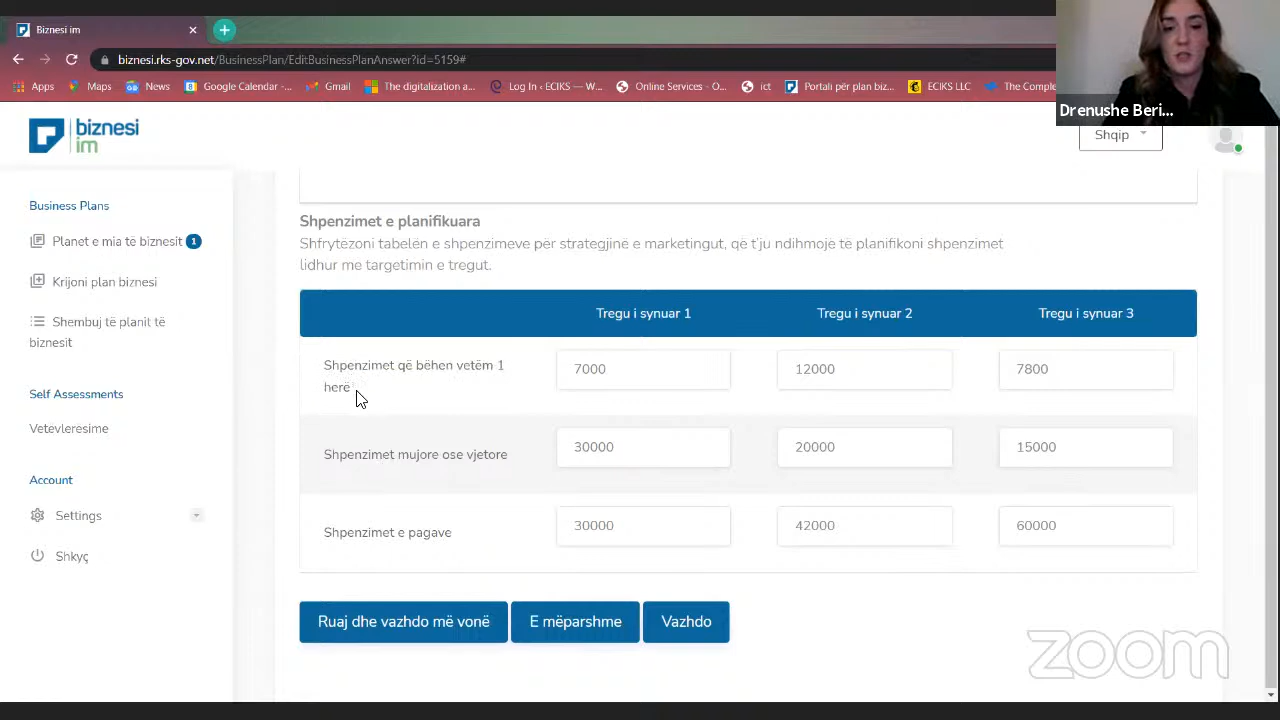 Biznesi im
biznesi.rks-gov.net/BusinessPlan/EditBusinessPlanAnswer?id=5159#
Apps Maps News Google Calendar -... Gmail The digitalization a... Log In ‹ ECIKS — W... Online Services - O... ict Portali për plan biz... ECIKS LLC The Comple
Drenushe Beri...
biznesi
im
Shqip
Business Plans
Planet e mia të biznesit 1
Krijoni plan biznesi
Shembuj të planit të
biznesit
Self Assessments
Vetëvlerësime
Account
Settings
Shkyç
Shpenzimet e planifikuara
Shfrytëzoni tabelën e shpenzimeve për strategjinë e marketingut, që t'ju ndihmojë të planifikoni shpenzimet
lidhur me targetimin e tregut.
Tregu i synuar 1 Tregu i synuar 2 Tregu i synuar 3
Shpenzimet që bëhen vetëm 1
herë
7000 12000 7800
Shpenzimet mujore ose vjetore 30000 20000 15000
Shpenzimet e pagave 30000 42000 60000
Ruaj dhe vazhdo më vonë E mëparshme Vazhdo
zoom